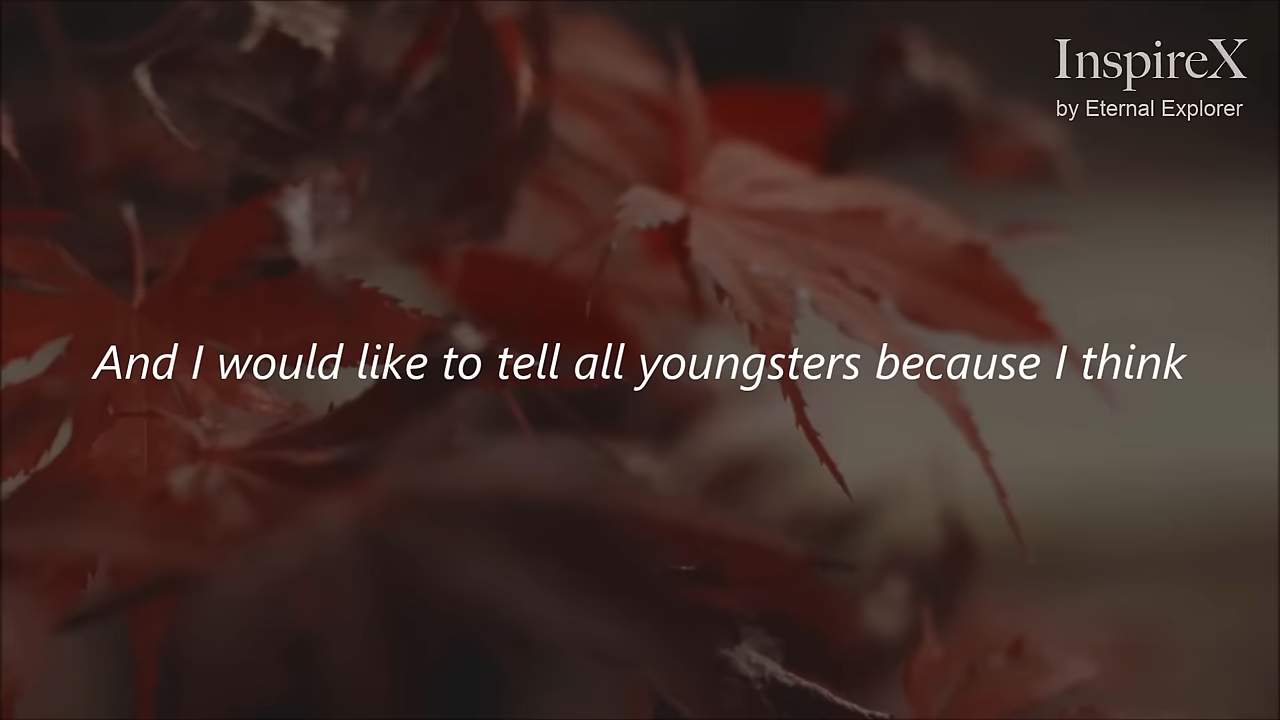 InspireX
by Eternal Explorer
And I would like to tell all youngsters because I think